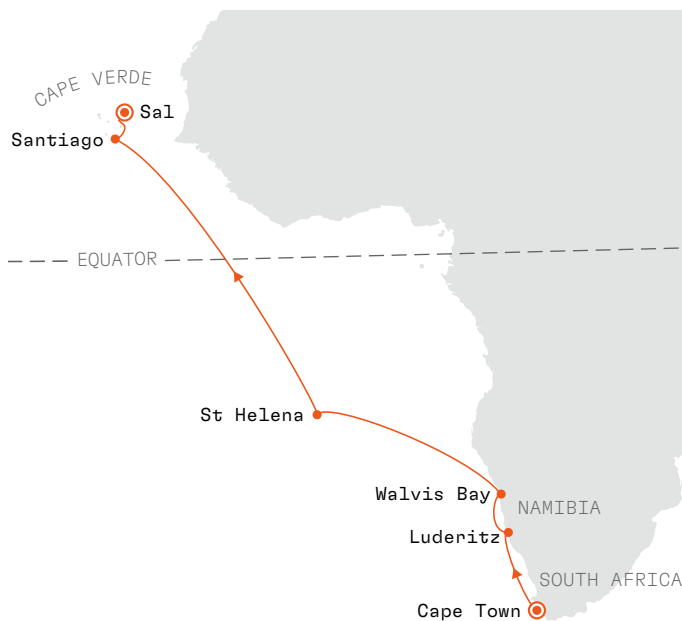 CAPE VERDE
Sal
Santiago
EQUATOR
St Helena
Walvis Bay
NAMIBIA
Luderitz
SOUTH AFRICA
Cape Town